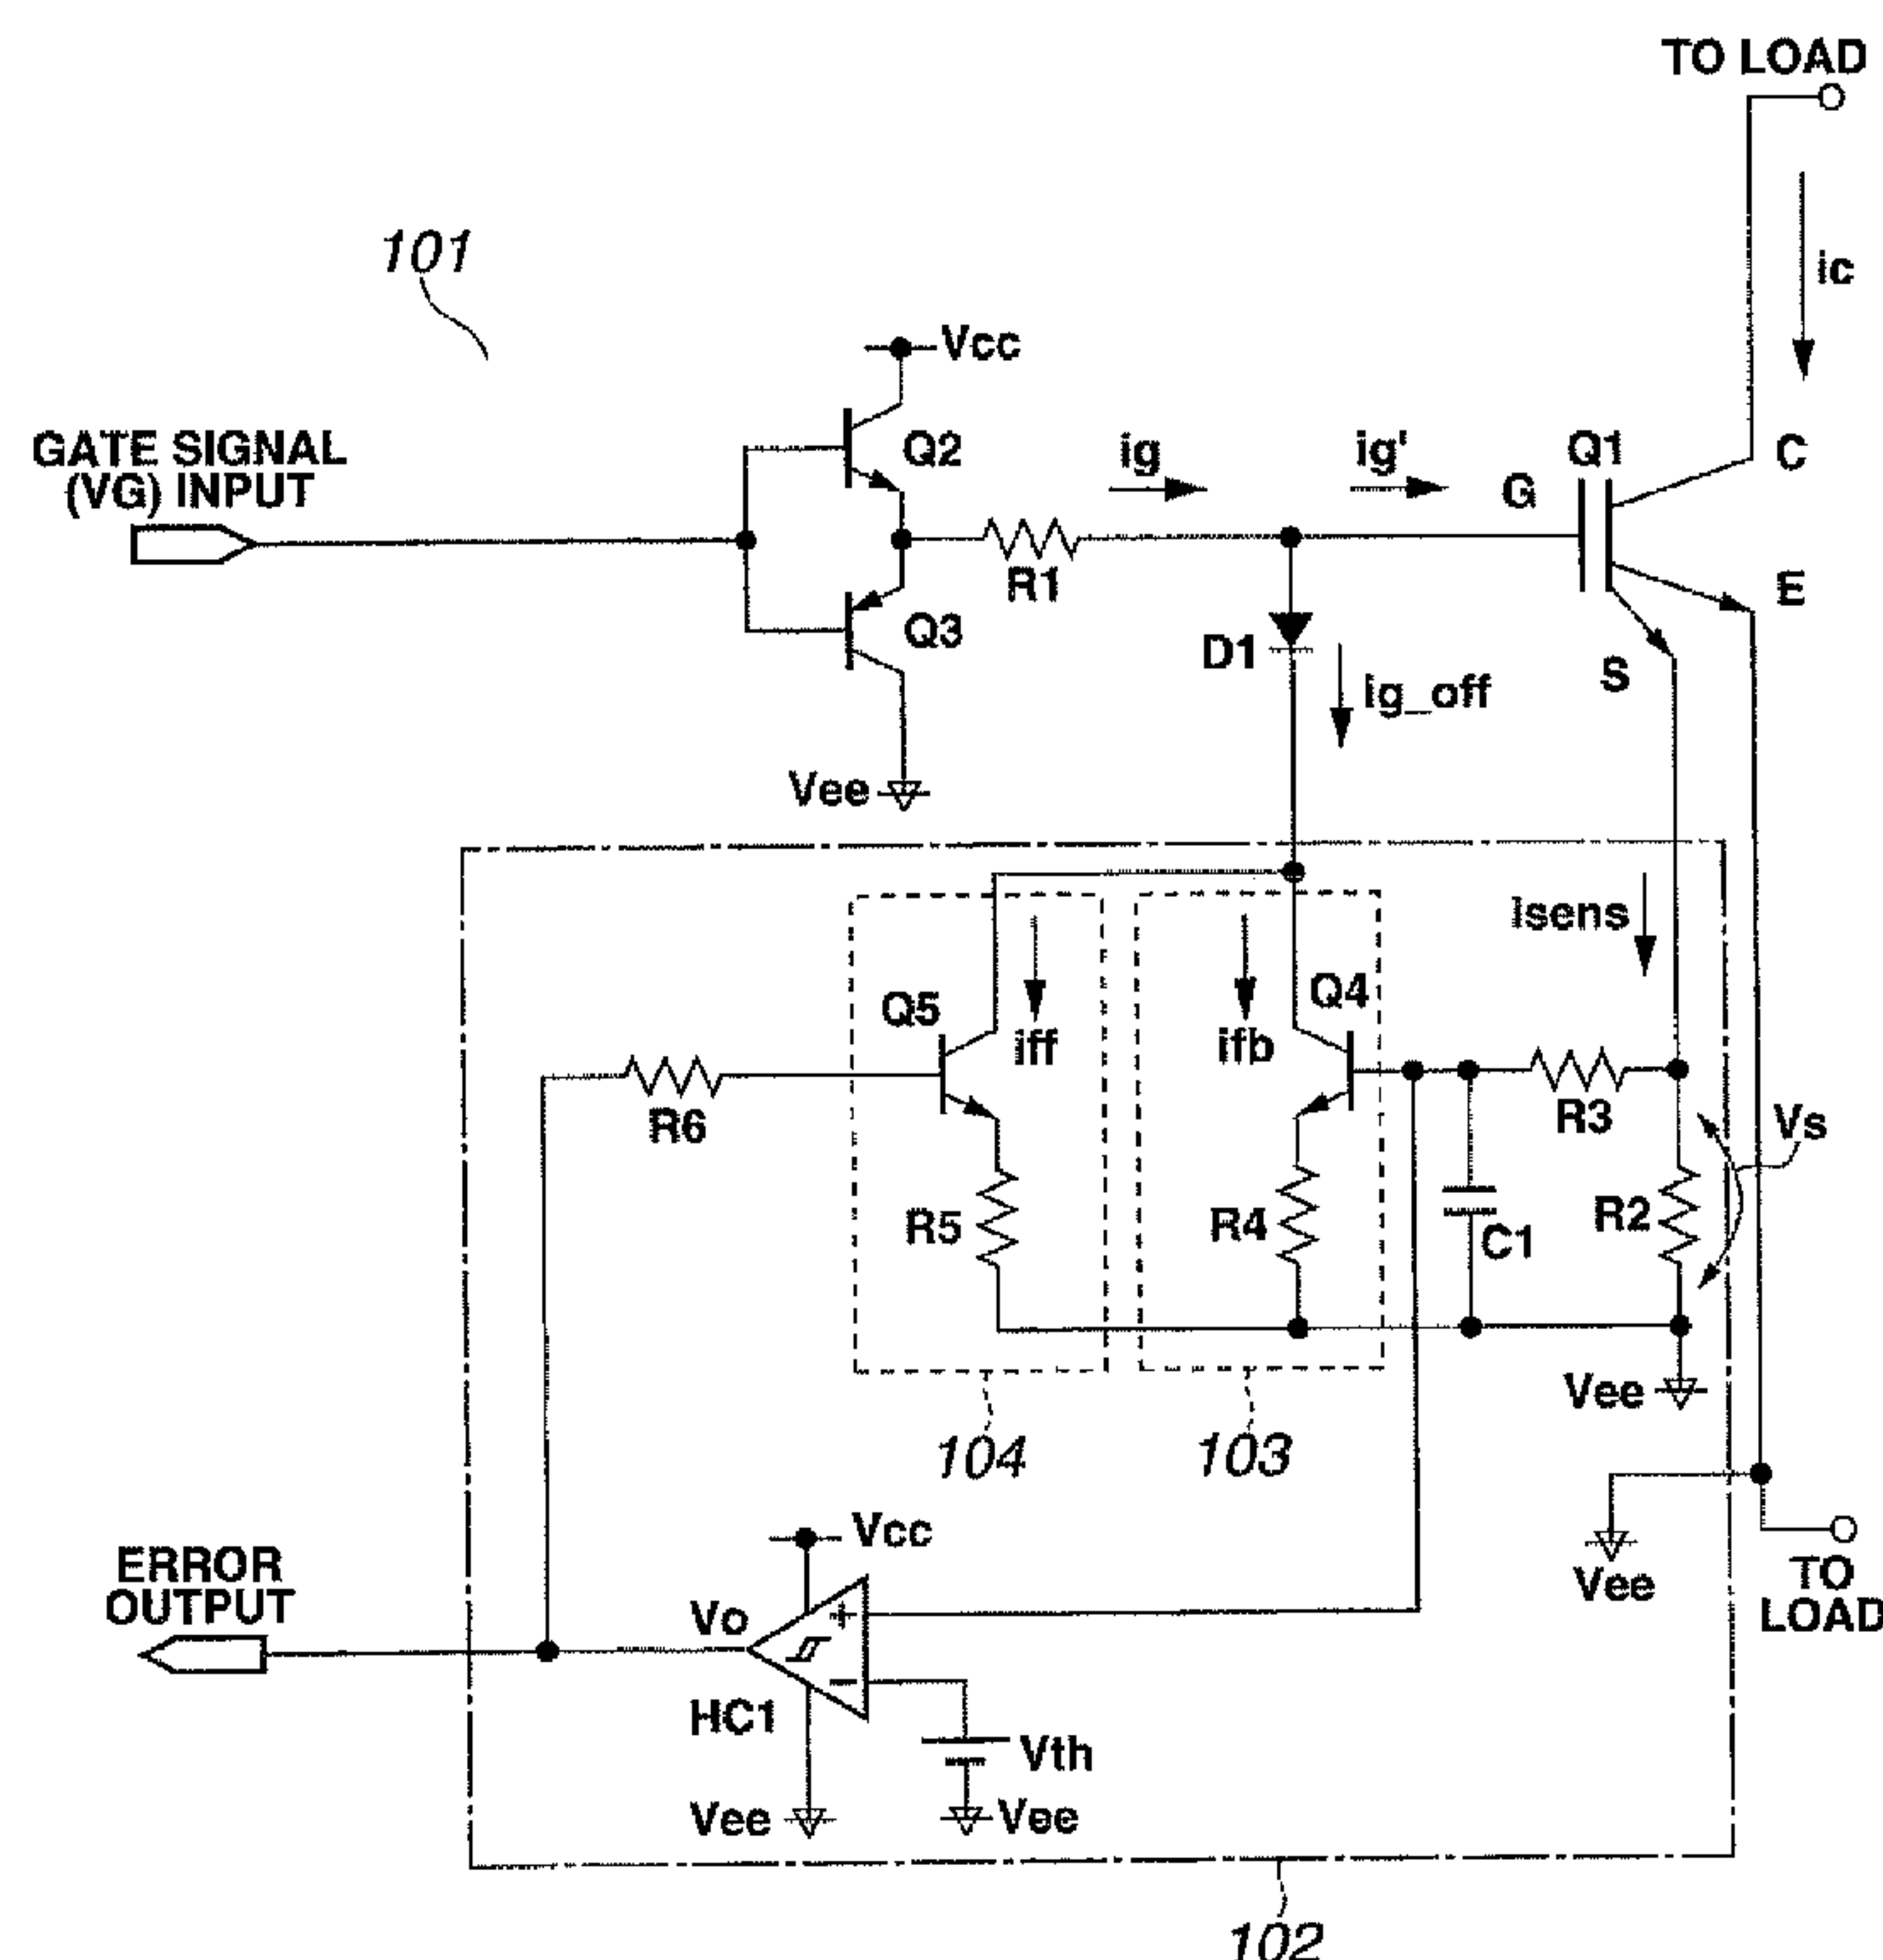 TO LOAD
101
ic
Vcc
GATE SIGNAL
(VG) INPUT
Q2
ig
ig'
Q1
C
G
R1
E
Q3
D1
S
ig_off
Vee
Isens
Q5
iff
ifb
Q4
R6
R3
Vs
R5
R4
C1
R2
Vee
104
103
Vcc
ERROR
OUTPUT
Vo
+
−
HC1
Vth
Vee
Vee
Vee
TO
LOAD
102